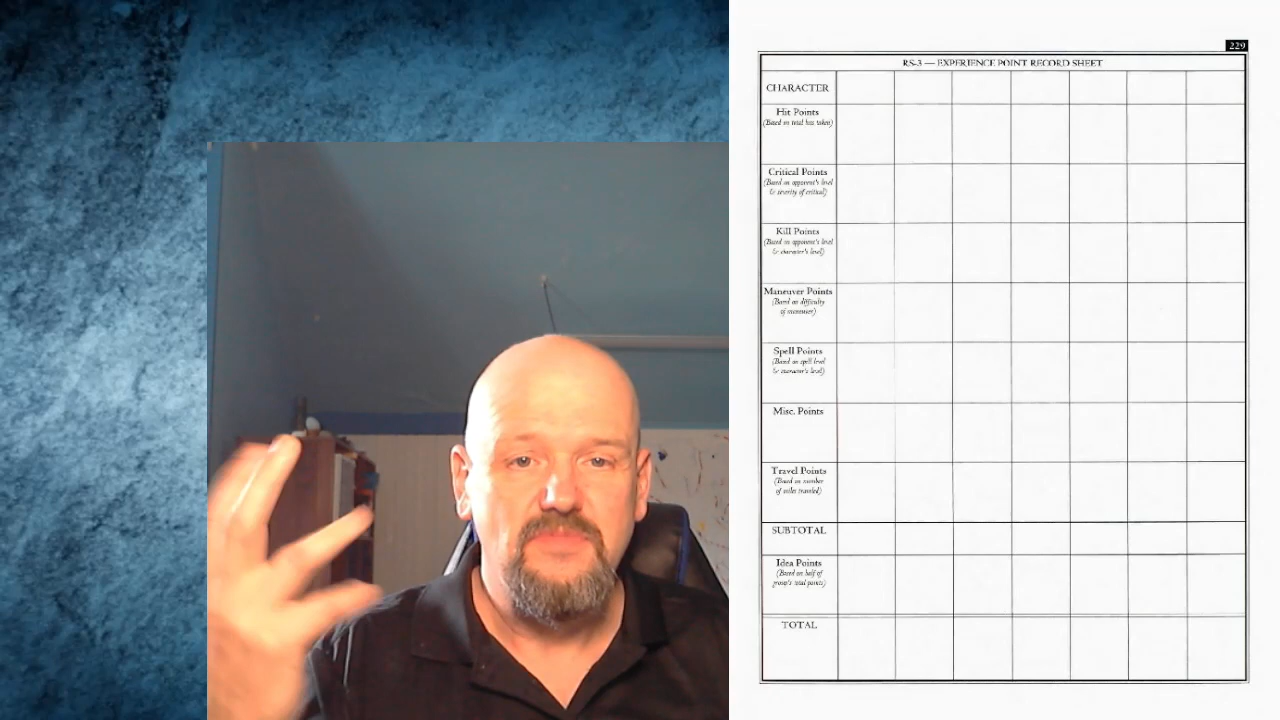 229
RS-3 — EXPERIENCE POINT RECORD SHEET
CHARACTER
Hit Points
(Based on total hits taken)
Critical Points
(Based on opponent's level
& severity of critical)
Kill Points
(Based on opponent's level
& character's level)
Maneuver Points
(Based on difficulty
of maneuver)
Spell Points
(Based on spell level
& character's level)
Misc. Points
Travel Points
(Based on number
of miles traveled)
SUBTOTAL
Idea Points
(Based on half of
group's total points)
TOTAL